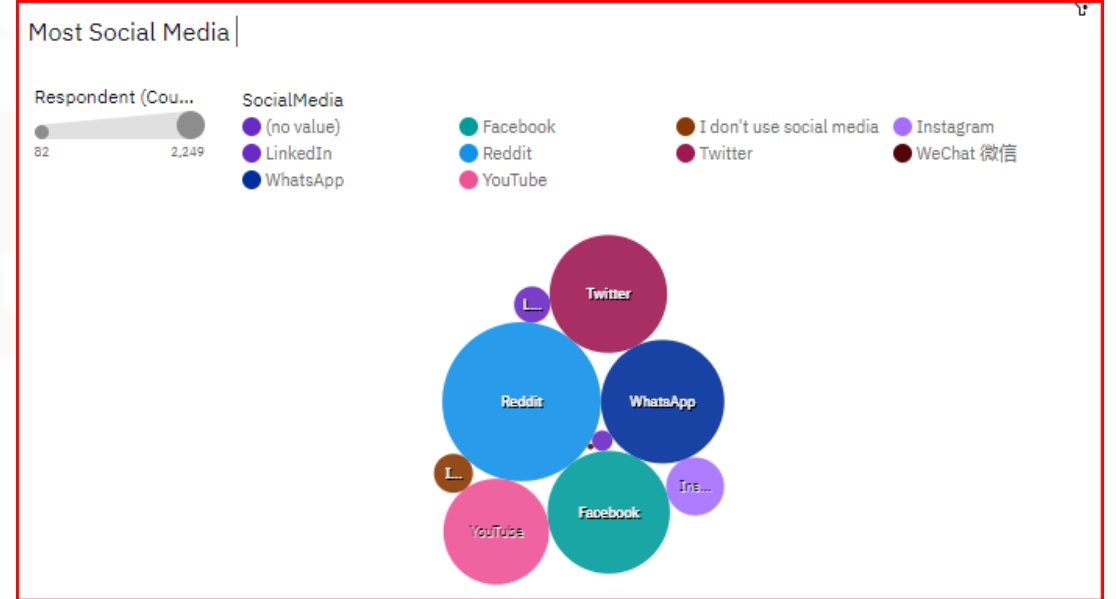 Most Social Media
Respondent (Cou...
82 2,249
SocialMedia
(no value) Facebook I don't use social media Instagram
LinkedIn Reddit Twitter WeChat 微信
WhatsApp YouTube
Twitter
L...
Reddit
WhatsApp
I...
Ins...
Facebook
YouTube